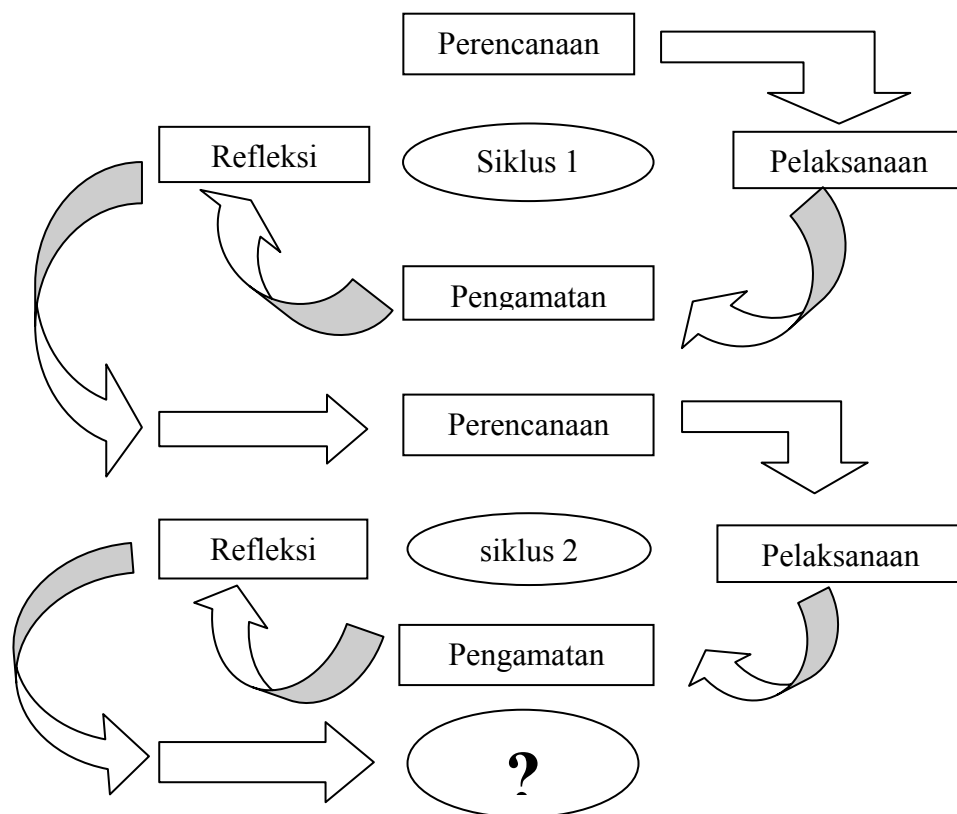 Perencanaan
Refleksi
Siklus 1
Pelaksanaan
Pengamatan
Perencanaan
Refleksi
siklus 2
Pelaksanaan
Pengamatan
?